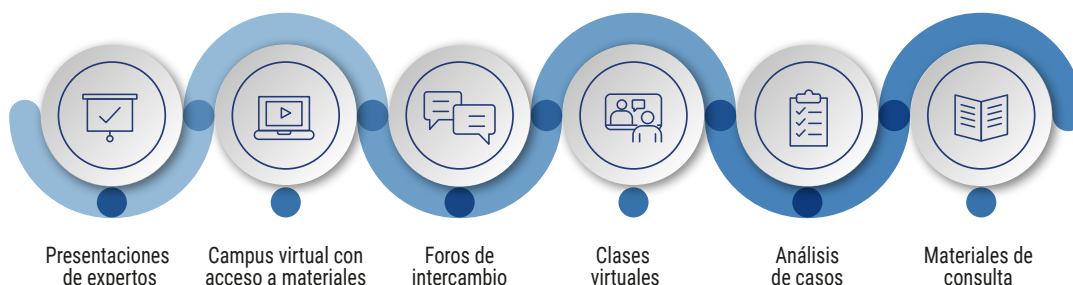 Presentaciones
de expertos
Campus virtual con
acceso a materiales
Foros de
intercambio
Clases
virtuales
Análisis
de casos
Materiales de
consulta